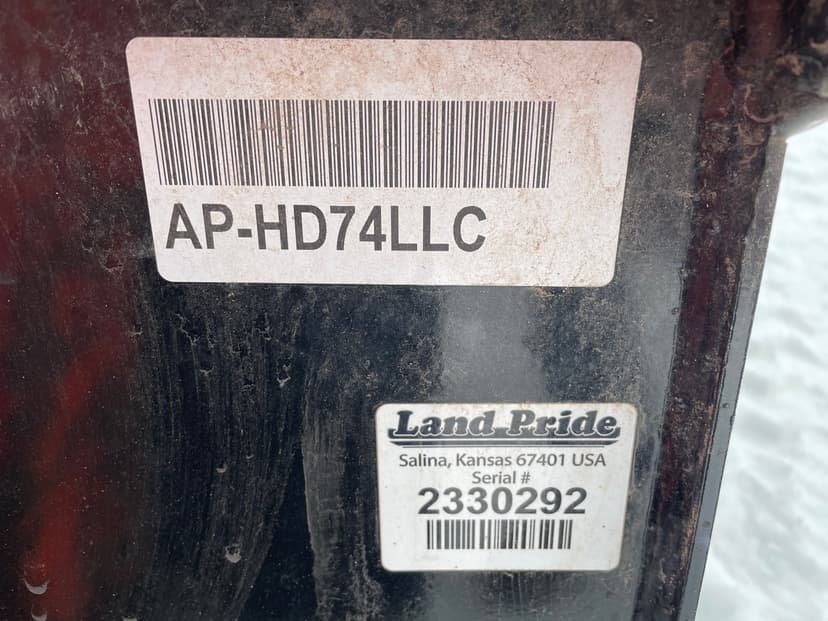 AP-HD74LLC
Land Pride
Salina, Kansas 67401 USA
Serial #
2330292